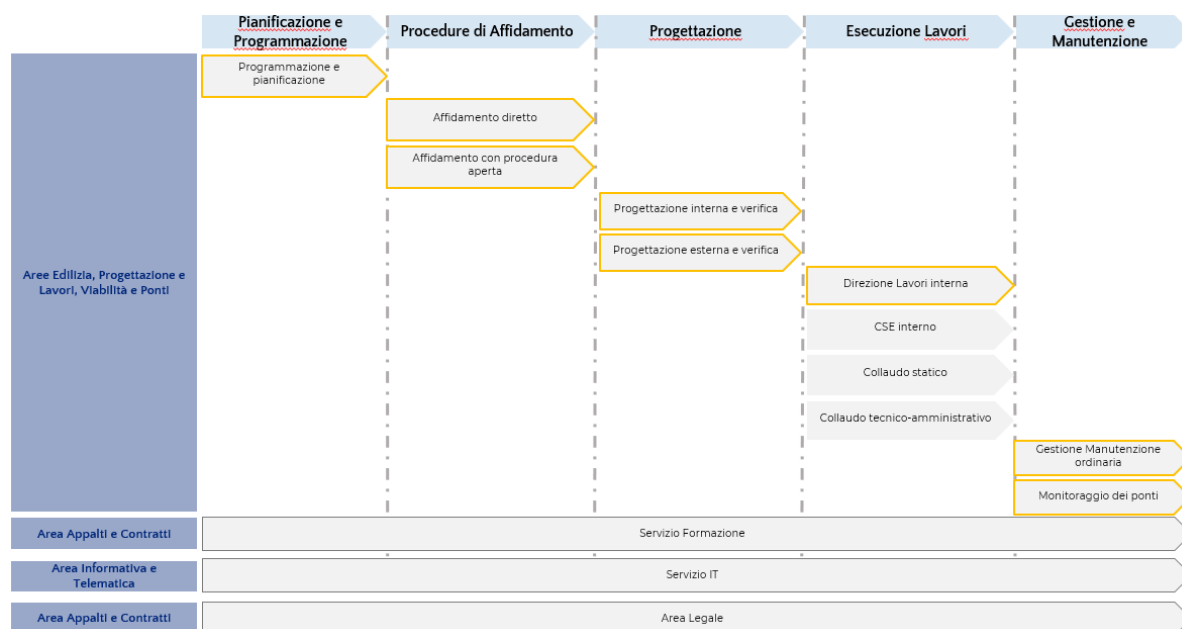 Pianificazione e
Programmazione
Procedure di Affidamento
Progettazione
Esecuzione Lavori
Gestione e
Manutenzione
Programmazione e
pianificazione
Affidamento diretto
Affidamento con procedura
aperta
Progettazione interna e verifica
Progettazione esterna e verifica
Aree Edilizia, Progettazione e
Lavori, Viabilità e Ponti
Direzione Lavori interna
CSE interno
Collaudo statico
Collaudo tecnico-amministrativo
Gestione Manutenzione
ordinaria
Monitoraggio dei ponti
Area Appalti e Contratti
Servizio Formazione
Area Informativa e
Telematica
Servizio IT
Area Appalti e Contratti
Area Legale